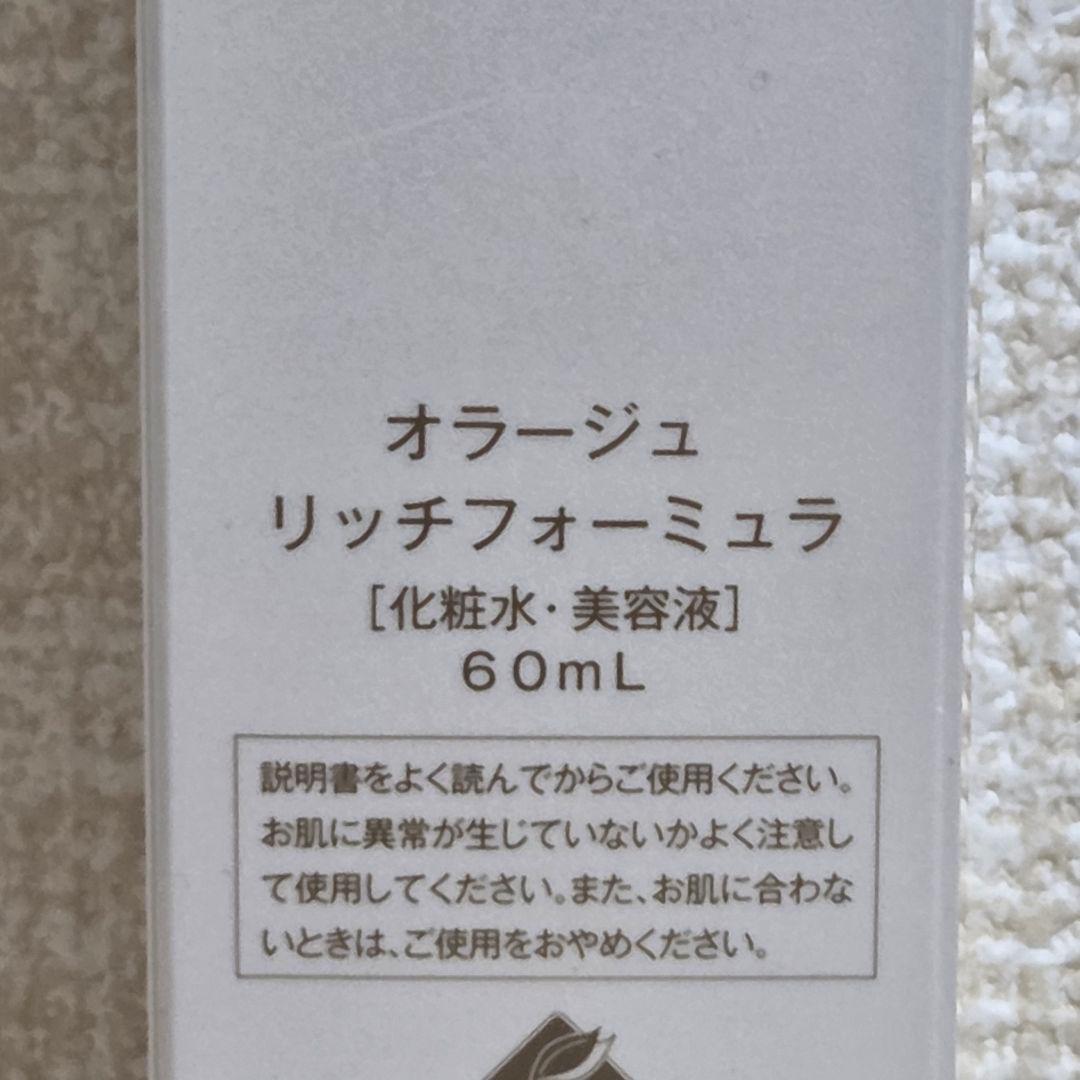 オラージュ
リッチフォーミュラ
［化粧水・美容液］
60mL
説明書をよく読んでからご使用ください。
お肌に異常が生じていないかよく注意し
て使用してください。また、お肌に合わな
いときは、ご使用をおやめください。